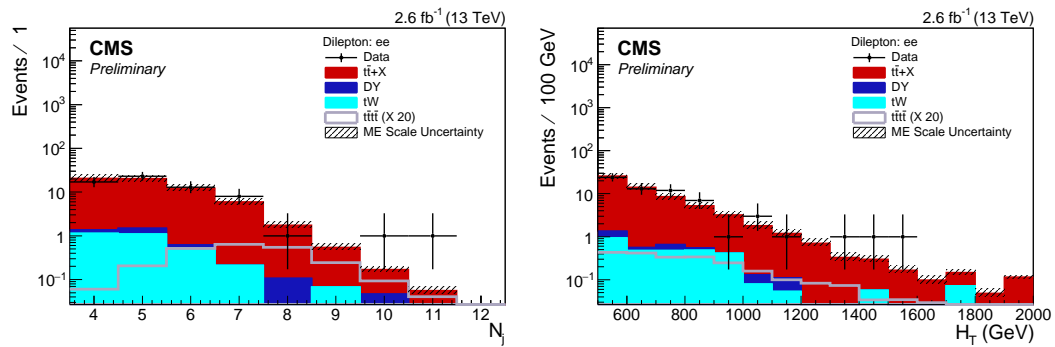 2.6 fb⁻¹ (13 TeV)
Events / 1
CMS
Preliminary
Dilepton: ee
Data
tt̄+X
DY
tW
tt̄tt̄ (X 20)
ME Scale Uncertainty
10⁴
10³
10²
10
1
10⁻¹
4 5 6 7 8 9 10 11 12
N_j
2.6 fb⁻¹ (13 TeV)
Events / 100 GeV
CMS
Preliminary
Dilepton: ee
Data
tt̄+X
DY
tW
tt̄tt̄ (X 20)
ME Scale Uncertainty
10⁴
10³
10²
10
1
10⁻¹
600 800 1000 1200 1400 1600 1800 2000
H_T (GeV)